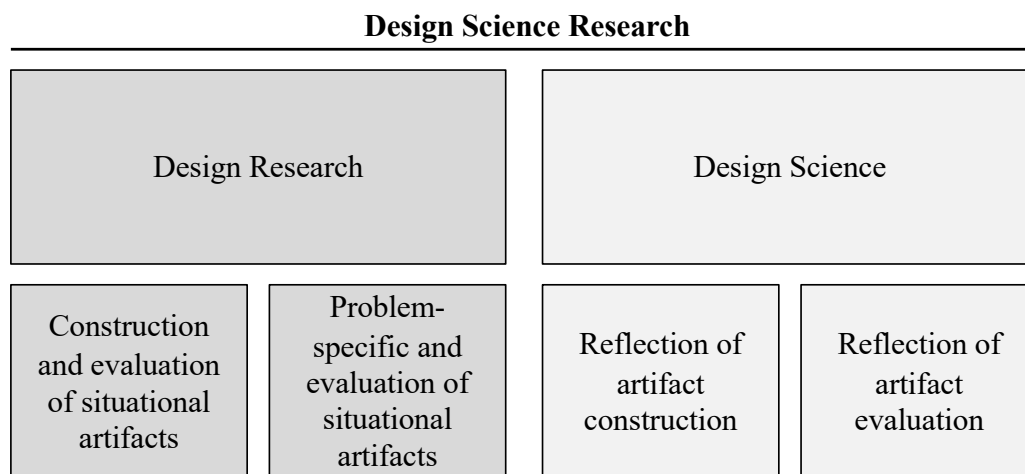 Design Science Research
Design Research
Design Science
Construction
and evaluation
of situational
artifacts
Problem-
specific and
evaluation of
situational
artifacts
Reflection of
artifact
construction
Reflection of
artifact
evaluation